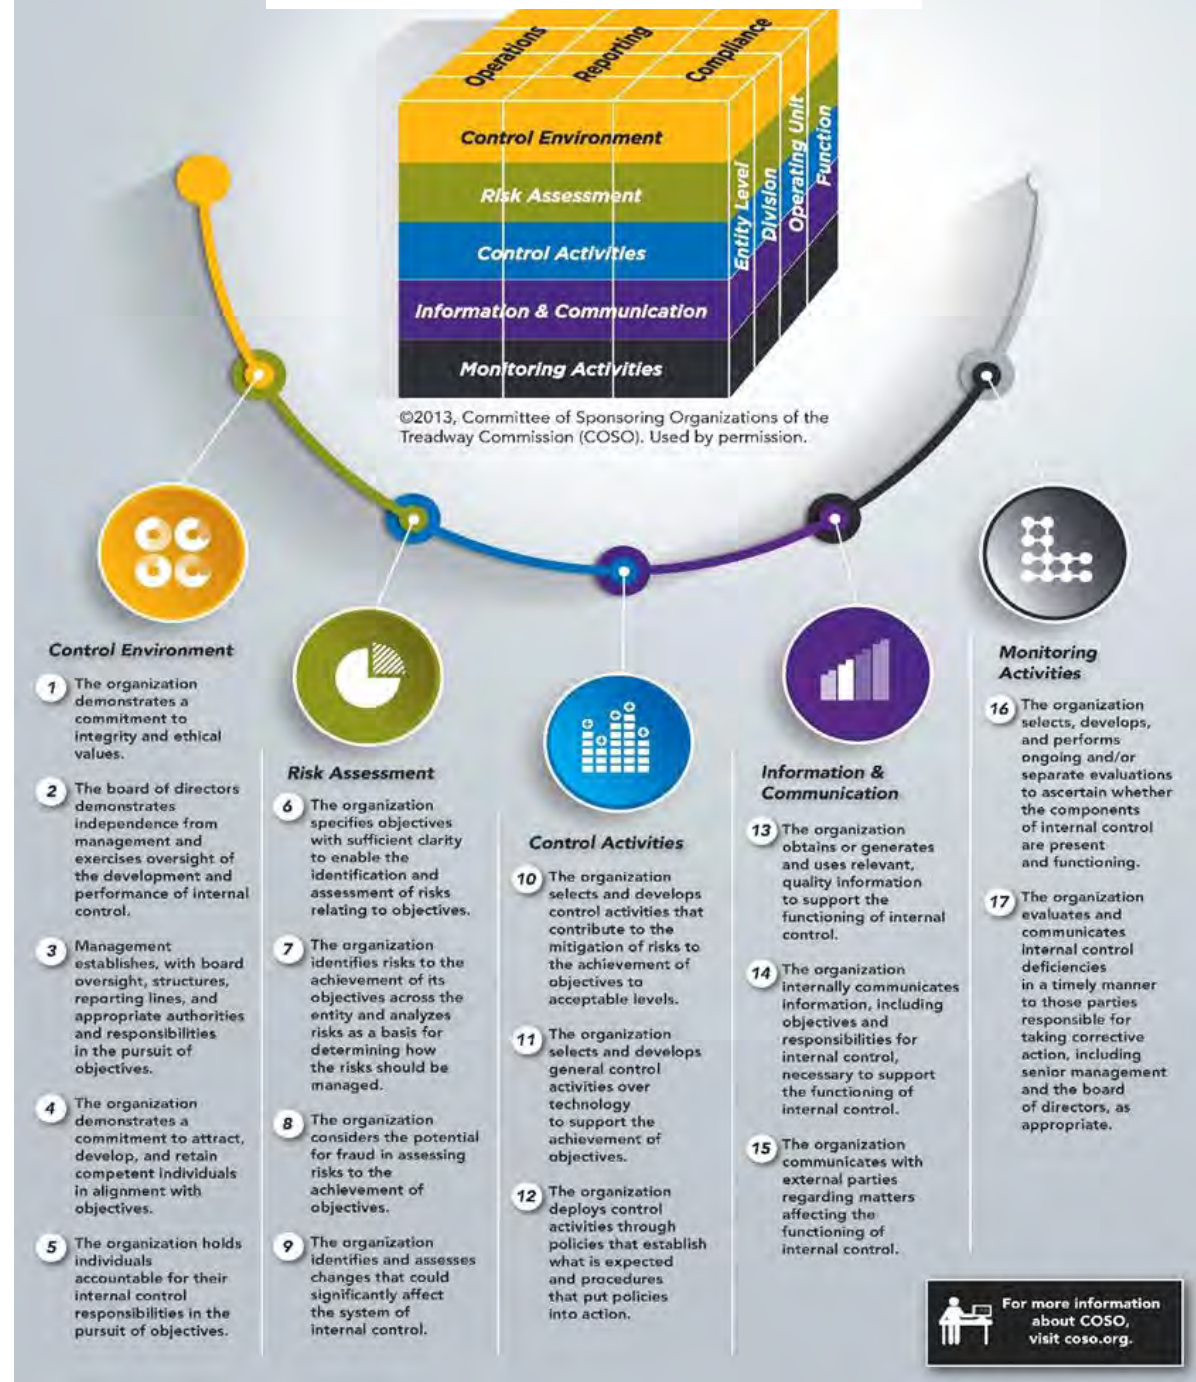 Operations
Reporting
Compliance
Control Environment
Risk Assessment
Control Activities
Information & Communication
Monitoring Activities
Entity Level
Division
Operating Unit
Function
©2013, Committee of Sponsoring Organizations of the
Treadway Commission (COSO). Used by permission.
Control Environment
1 The organization
demonstrates a
commitment to
integrity and ethical
values.
2 The board of directors
demonstrates
independence from
management and
exercises oversight of
the development and
performance of internal
control.
3 Management
establishes, with board
oversight, structures,
reporting lines, and
appropriate authorities
and responsibilities
in the pursuit of
objectives.
4 The organization
demonstrates a
commitment to attract,
develop, and retain
competent individuals
in alignment with
objectives.
5 The organization holds
individuals
accountable for their
internal control
responsibilities in the
pursuit of objectives.
Risk Assessment
6 The organization
specifies objectives
with sufficient clarity
to enable the
identification and
assessment of risks
relating to objectives.
7 The organization
identifies risks to the
achievement of its
objectives across the
entity and analyzes
risks as a basis for
determining how
the risks should be
managed.
8 The organization
considers the potential
for fraud in assessing
risks to the
achievement of
objectives.
9 The organization
identifies and assesses
changes that could
significantly affect
the system of
internal control.
Control Activities
10 The organization
selects and develops
control activities that
contribute to the
mitigation of risks to
the achievement of
objectives to
acceptable levels.
11 The organization
selects and develops
general control
activities over
technology
to support the
achievement of
objectives.
12 The organization
deploys control
activities through
policies that establish
what is expected
and procedures
that put policies
into action.
Information &
Communication
13 The organization
obtains or generates
and uses relevant,
quality information
to support the
functioning of internal
control.
14 The organization
internally communicates
information, including
objectives and
responsibilities for
internal control,
necessary to support
the functioning of
internal control.
15 The organization
communicates with
external parties
regarding matters
affecting the
functioning of
internal control.
Monitoring
Activities
16 The organization
selects, develops,
and performs
ongoing and/or
separate evaluations
to ascertain whether
the components
of internal control
are present
and functioning.
17 The organization
evaluates and
communicates
internal control
deficiencies
in a timely manner
to those parties
responsible for
taking corrective
action, including
senior management
and the board
of directors, as
appropriate.
For more information
about COSO,
visit coso.org.